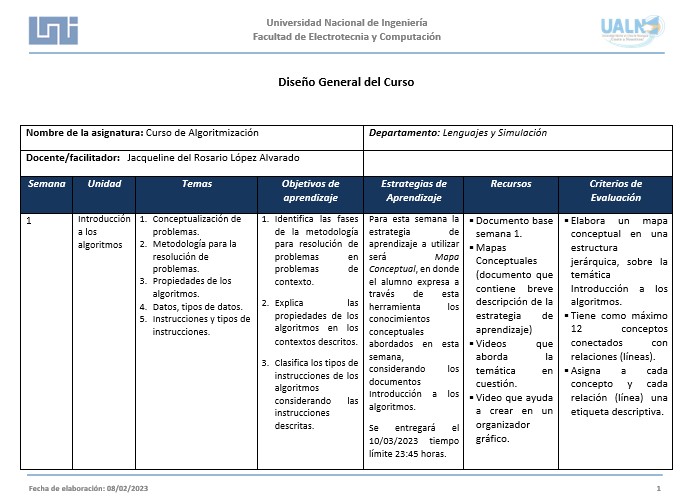 Universidad Nacional de Ingeniería
Facultad de Electrotecnia y Computación
UALN
Diseño General del Curso
Nombre de la asignatura: Curso de Algoritmización
Departamento: Lenguajes y Simulación
Docente/facilitador: Jacqueline del Rosario López Alvarado
Semana
Unidad
Temas
Objetivos de
aprendizaje
Estrategias de
Aprendizaje
Recursos
Criterios de
Evaluación
1
Introducción
a los
algoritmos
1. Conceptualización de
problemas.
2. Metodología para la
resolución de
problemas.
3. Propiedades de los
algoritmos.
4. Datos, tipos de datos.
5. Instrucciones y tipos de
instrucciones.
1. Identifica las fases
de la metodología
para resolución de
problemas en
problemas de
contexto.
2. Explica las
propiedades de los
algoritmos en los
contextos descritos.
3. Clasifica los tipos de
instrucciones de los
algoritmos
considerando las
instrucciones
descritas.
Para esta semana la
estrategia de
aprendizaje a utilizar
será Mapa
Conceptual, en donde
el alumno expresa a
través de esta
herramienta los
conocimientos
conceptuales
abordados en esta
semana,
considerando los
documentos
Introducción a los
algoritmos.
Se entregará el
10/03/2023 tiempo
límite 23:45 horas.
▪ Documento base
semana 1.
▪ Mapas
Conceptuales
(documento que
contiene breve
descripción de la
estrategia de
aprendizaje)
▪ Videos que
aborda la
temática en
cuestión.
▪ Video que ayuda
a crear en un
organizador
gráfico.
▪ Elabora un mapa
conceptual en una
estructura
jerárquica, sobre la
temática
Introducción a los
algoritmos.
▪ Tiene como máximo
12 conceptos
conectados con
relaciones (líneas).
▪ Asigna a cada
concepto y cada
relación (línea) una
etiqueta descriptiva.
Fecha de elaboración: 08/02/2023
1